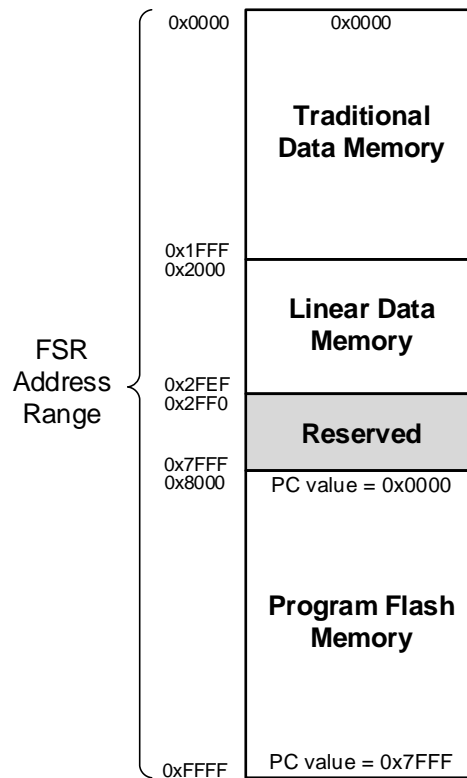 0x0000
0x0000
Traditional
Data Memory
0x1FFF
0x2000
Linear Data
Memory
FSR
Address
Range
0x2FEF
0x2FF0
Reserved
0x7FFF
0x8000
PC value = 0x0000
Program Flash
Memory
0xFFFF
PC value = 0x7FFF